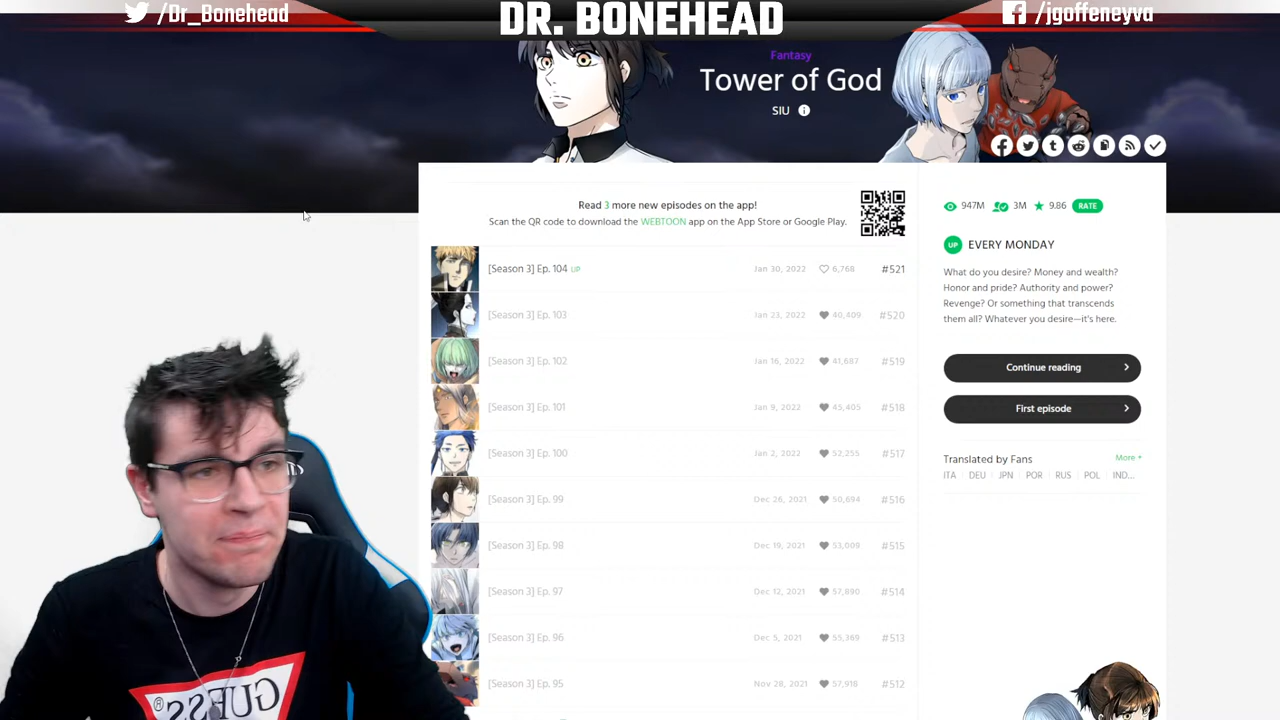 /Dr_Bonehead
DR. BONEHEAD
/jgoffeneyva
Fantasy
Tower of God
SIU
Read 3 more new episodes on the app!
Scan the QR code to download the WEBTOON app on the App Store or Google Play.
[Season 3] Ep. 104 UP Jan 30, 2022 6,768 #521
[Season 3] Ep. 103 Jan 23, 2022 40,409 #520
[Season 3] Ep. 102 Jan 16, 2022 41,687 #519
[Season 3] Ep. 101 Jan 9, 2022 45,405 #518
[Season 3] Ep. 100 Jan 2, 2022 52,255 #517
[Season 3] Ep. 99 Dec 26, 2021 50,694 #516
[Season 3] Ep. 98 Dec 19, 2021 53,009 #515
[Season 3] Ep. 97 Dec 12, 2021 57,890 #514
[Season 3] Ep. 96 Dec 5, 2021 55,369 #513
[Season 3] Ep. 95 Nov 28, 2021 57,918 #512
947M 3M 9.86 RATE
UP EVERY MONDAY
What do you desire? Money and wealth?
Honor and pride? Authority and power?
Revenge? Or something that transcends
them all? Whatever you desire—it's here.
Continue reading
First episode
Translated by Fans More +
ITA DEU JPN POR RUS POL IND...
GUESS®